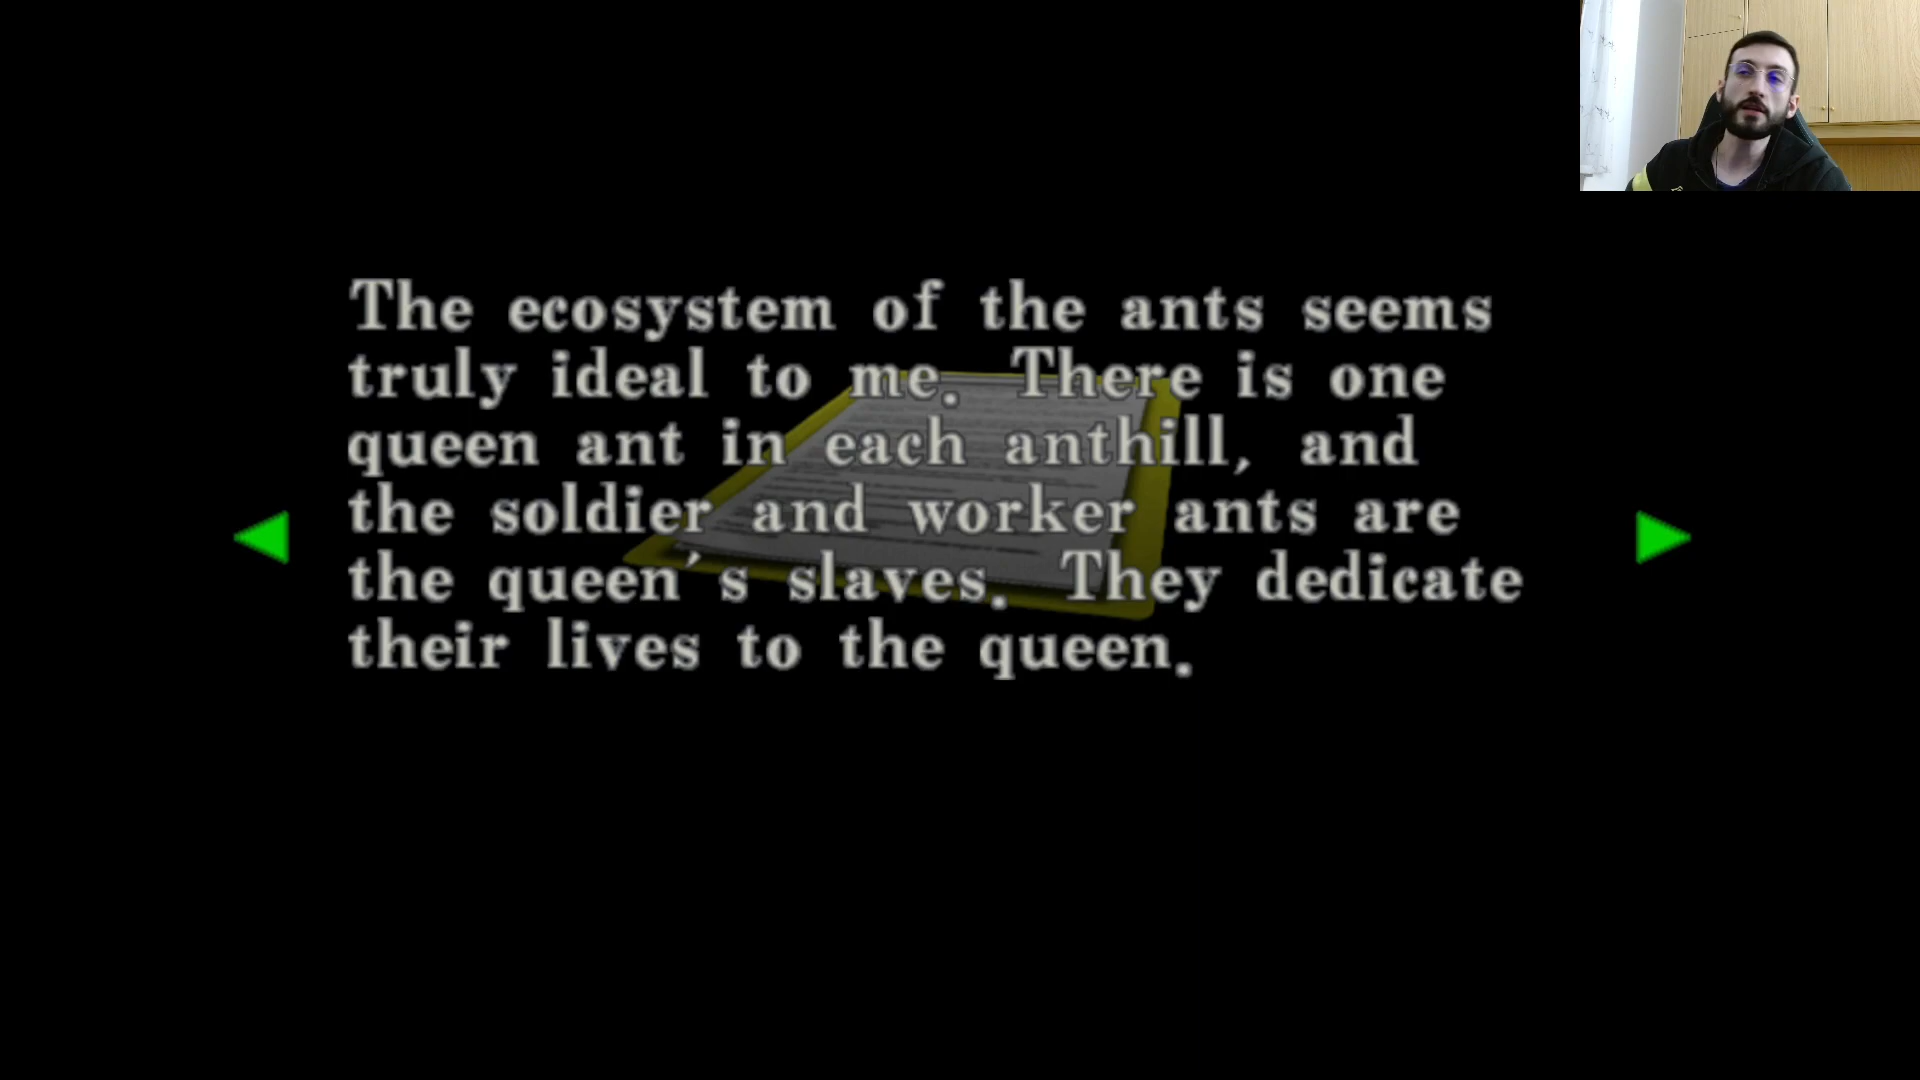 The ecosystem of the ants seems
truly ideal to me. There is one
queen ant in each anthill, and
the soldier and worker ants are
the queen's slaves. They dedicate
their lives to the queen.